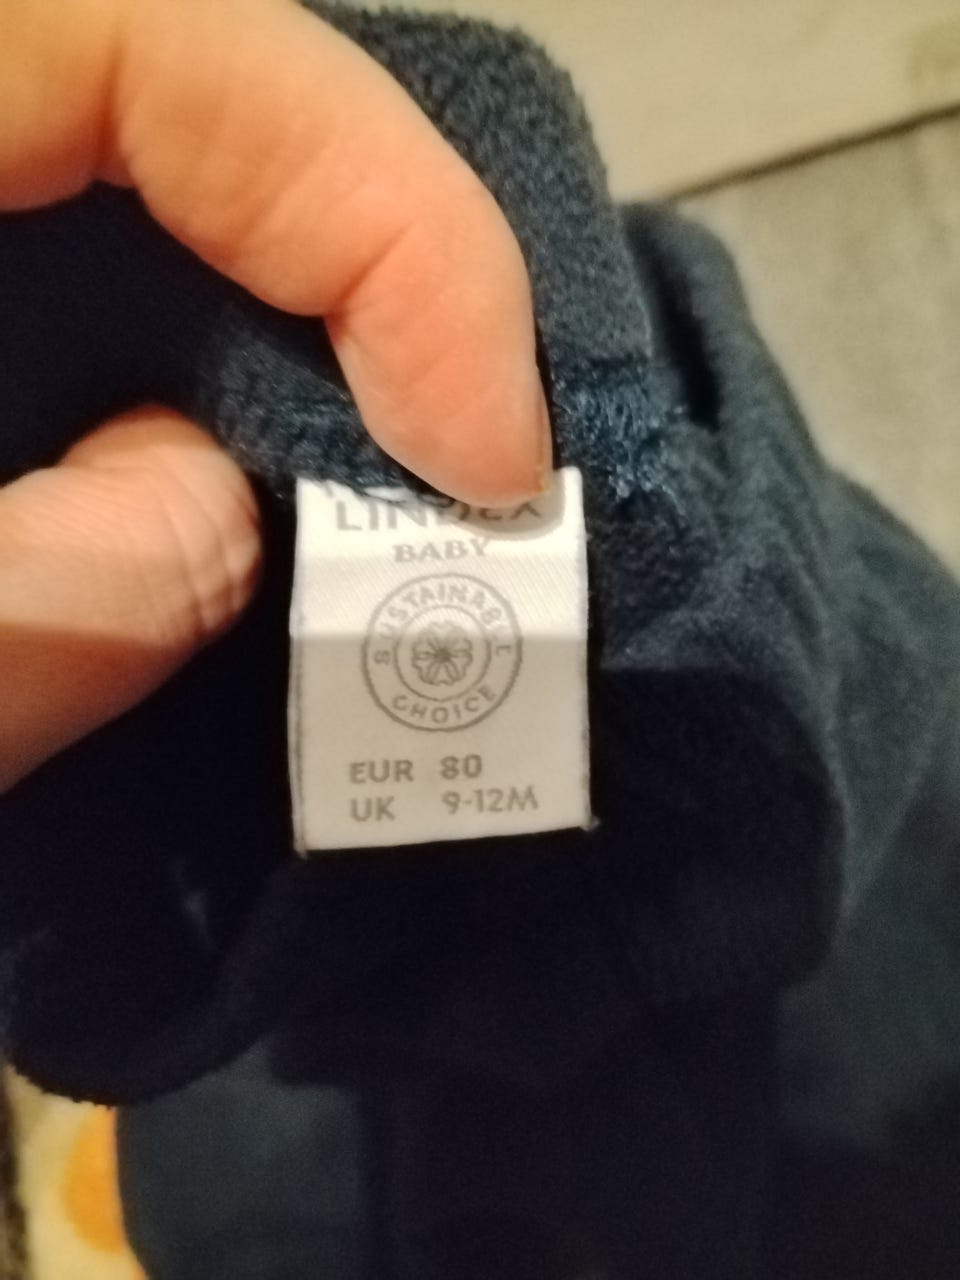 LINDEX
BABY
SUSTAINABLE
CHOICE
EUR 80
UK 9-12M